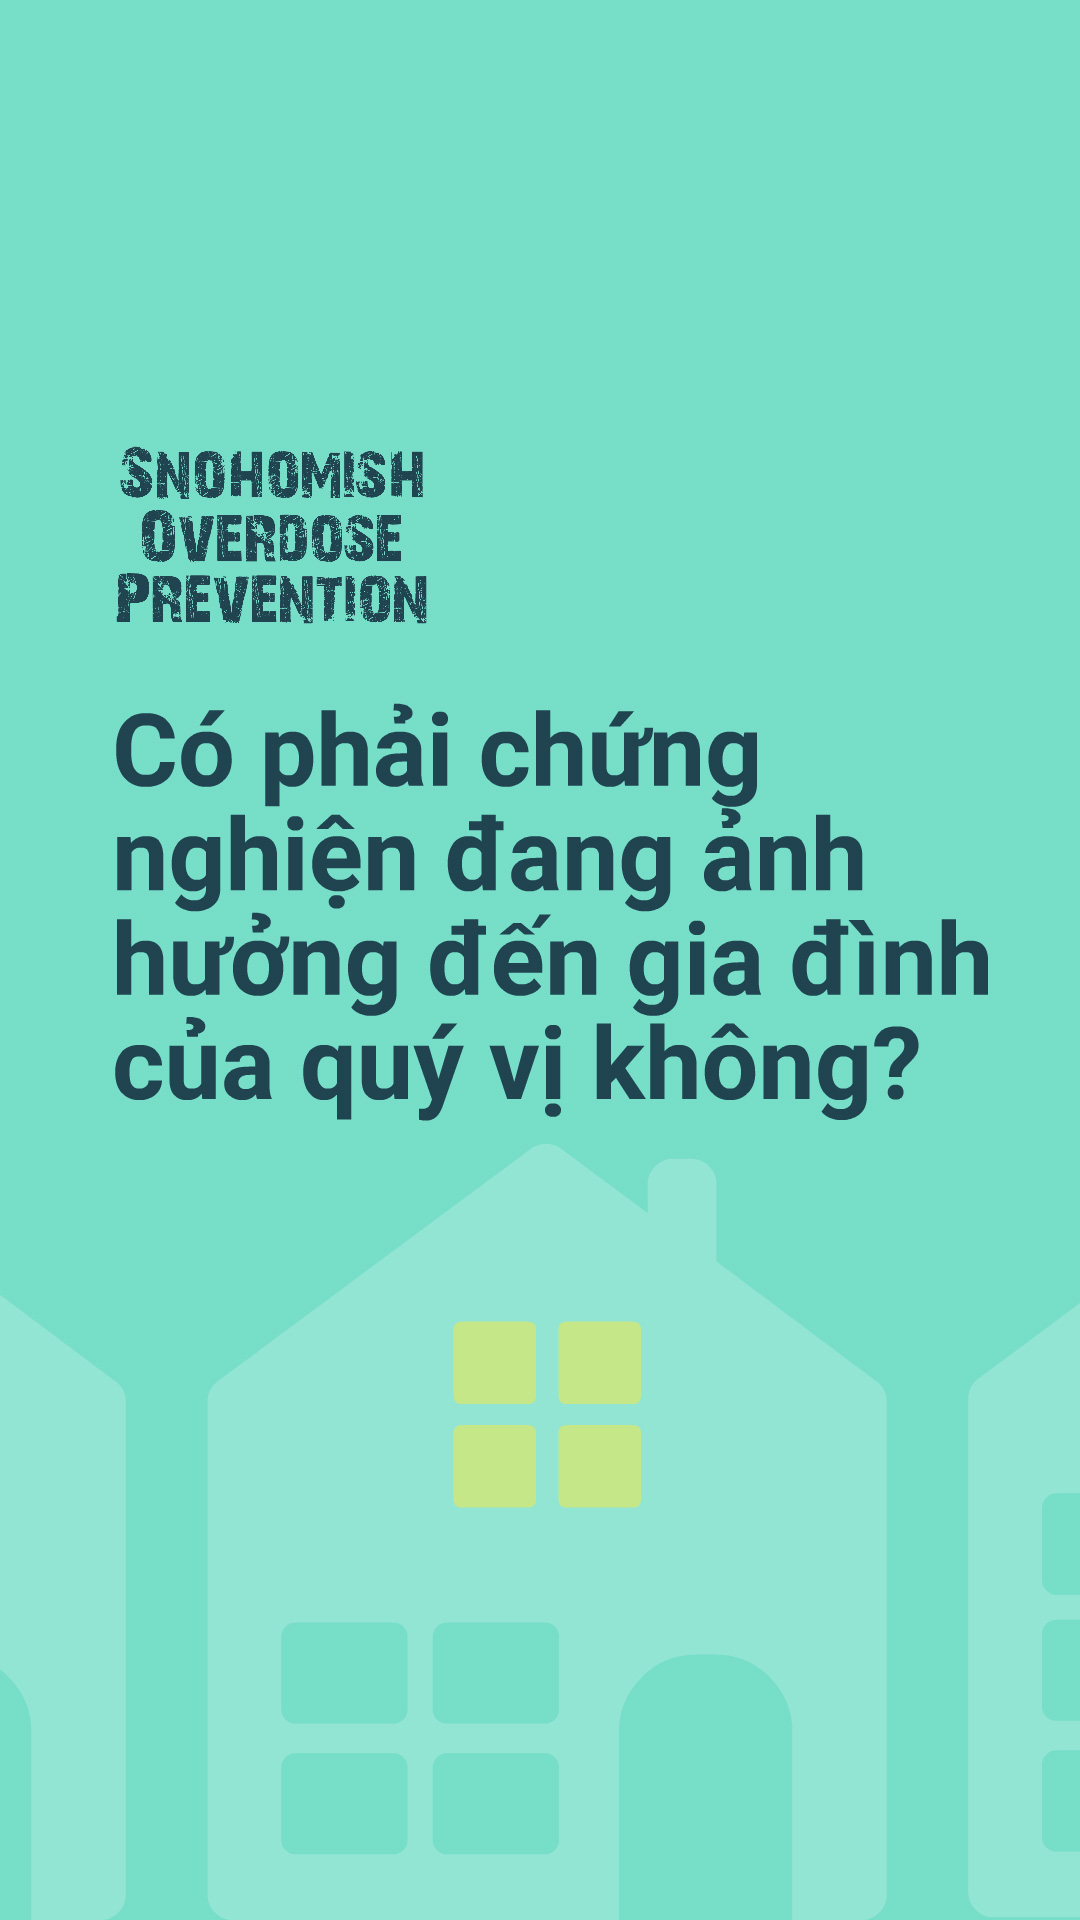 SNOHOMISH
OVERDOSE
PREVENTION
Có phải chứng
nghiện đang ảnh
hưởng đến gia đình
của quý vị không?